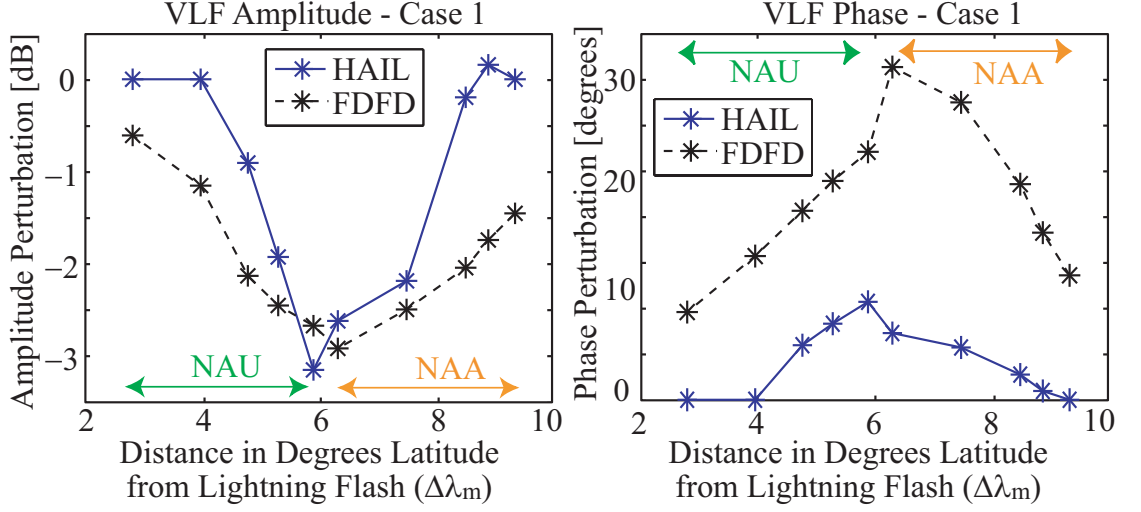 VLF Amplitude - Case 1
Amplitude Perturbation [dB]
0
−1
−2
−3
HAIL
FDFD
NAU
NAA
2
4
6
8
10
Distance in Degrees Latitude
from Lightning Flash (Δλm)
VLF Phase - Case 1
Phase Perturbation [degrees]
30
20
10
0
NAU
NAA
HAIL
FDFD
2
4
6
8
10
Distance in Degrees Latitude
from Lightning Flash (Δλm)